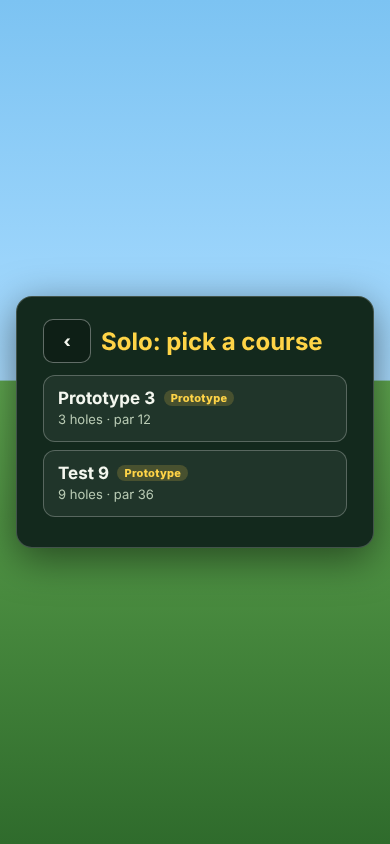 ‹ Solo: pick a course
Prototype 3 Prototype
3 holes · par 12
Test 9 Prototype
9 holes · par 36